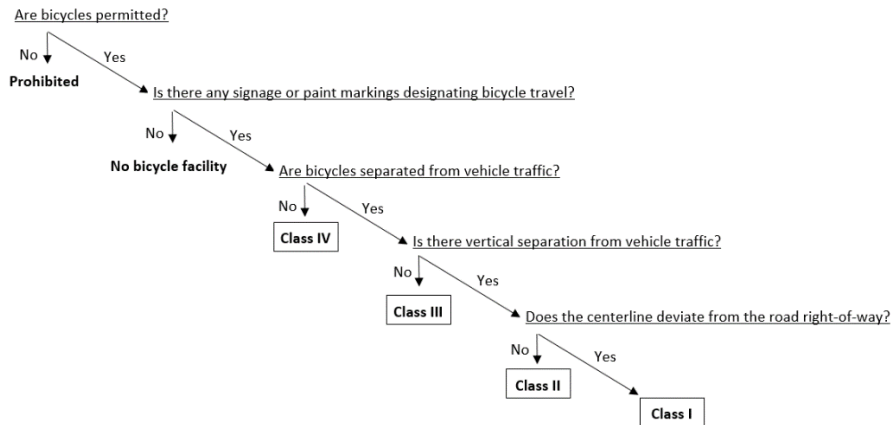 Are bicycles permitted?
No
Yes
Prohibited
Is there any signage or paint markings designating bicycle travel?
No
Yes
No bicycle facility
Are bicycles separated from vehicle traffic?
No
Yes
Class IV
Is there vertical separation from vehicle traffic?
No
Yes
Class III
Does the centerline deviate from the road right-of-way?
No
Yes
Class II
Class I